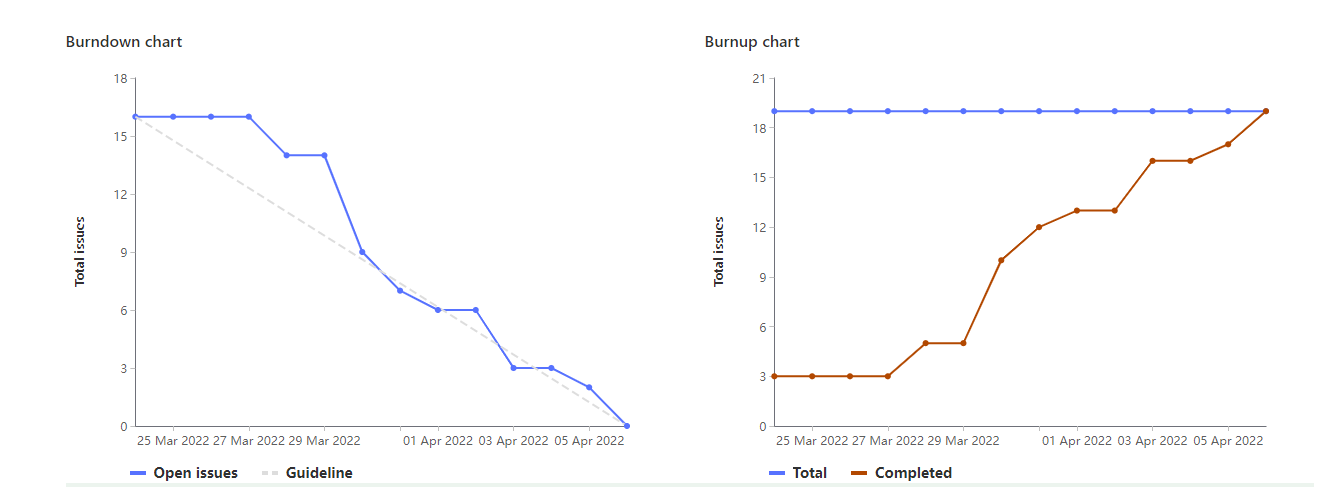 Burndown chart
18
15
12
9
6
3
0
Total issues
25 Mar 2022 27 Mar 2022 29 Mar 2022 01 Apr 2022 03 Apr 2022 05 Apr 2022
Open issues Guideline
Burnup chart
21
18
15
12
9
6
3
0
Total issues
25 Mar 2022 27 Mar 2022 29 Mar 2022 01 Apr 2022 03 Apr 2022 05 Apr 2022
Total Completed